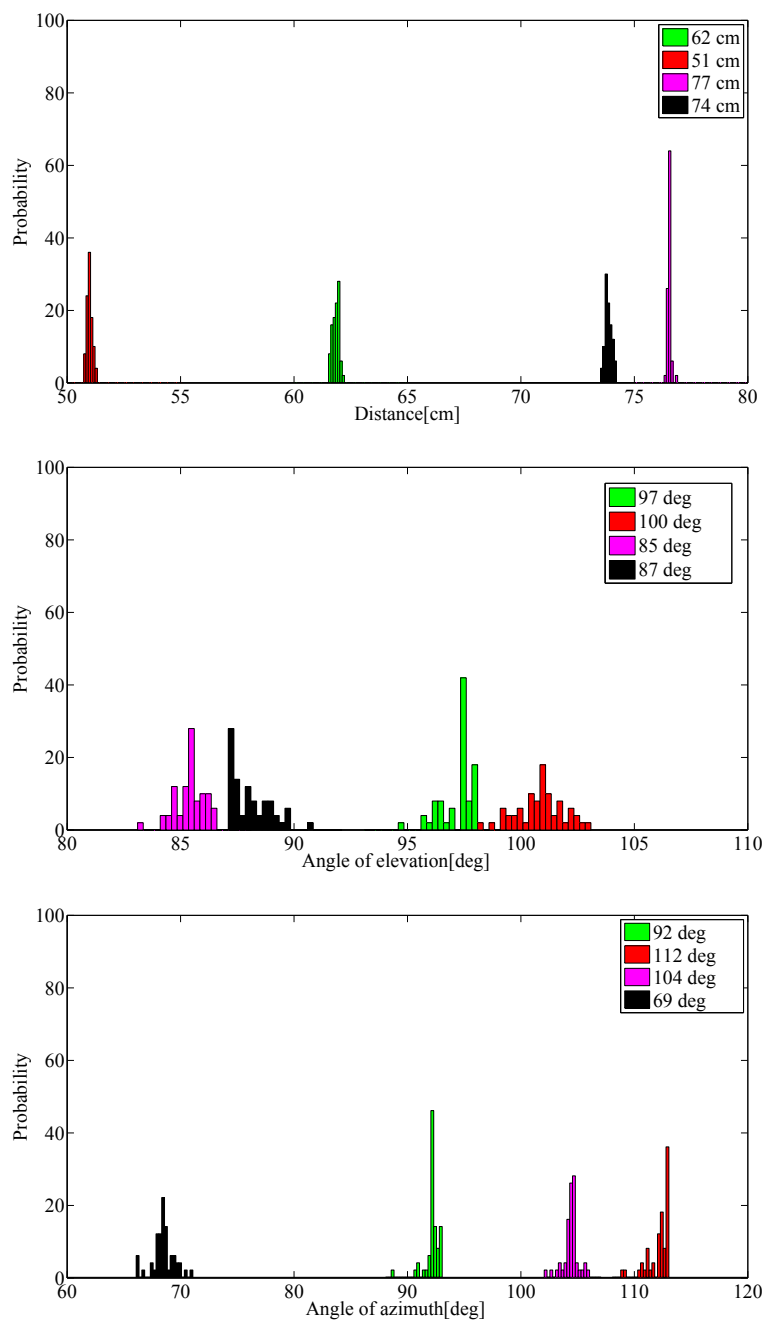 100
80
60
40
20
0
Probability
50 55 60 65 70 75 80
Distance[cm]
62 cm
51 cm
77 cm
74 cm
100
80
60
40
20
0
Probability
80 85 90 95 100 105 110
Angle of elevation[deg]
97 deg
100 deg
85 deg
87 deg
100
80
60
40
20
0
Probability
60 70 80 90 100 110 120
Angle of azimuth[deg]
92 deg
112 deg
104 deg
69 deg